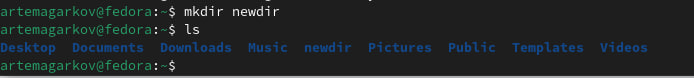 artemagarkov@fedora:~$ mkdir newdir
artemagarkov@fedora:~$ ls
Desktop Documents Downloads Music newdir Pictures Public Templates Videos
artemagarkov@fedora:~$